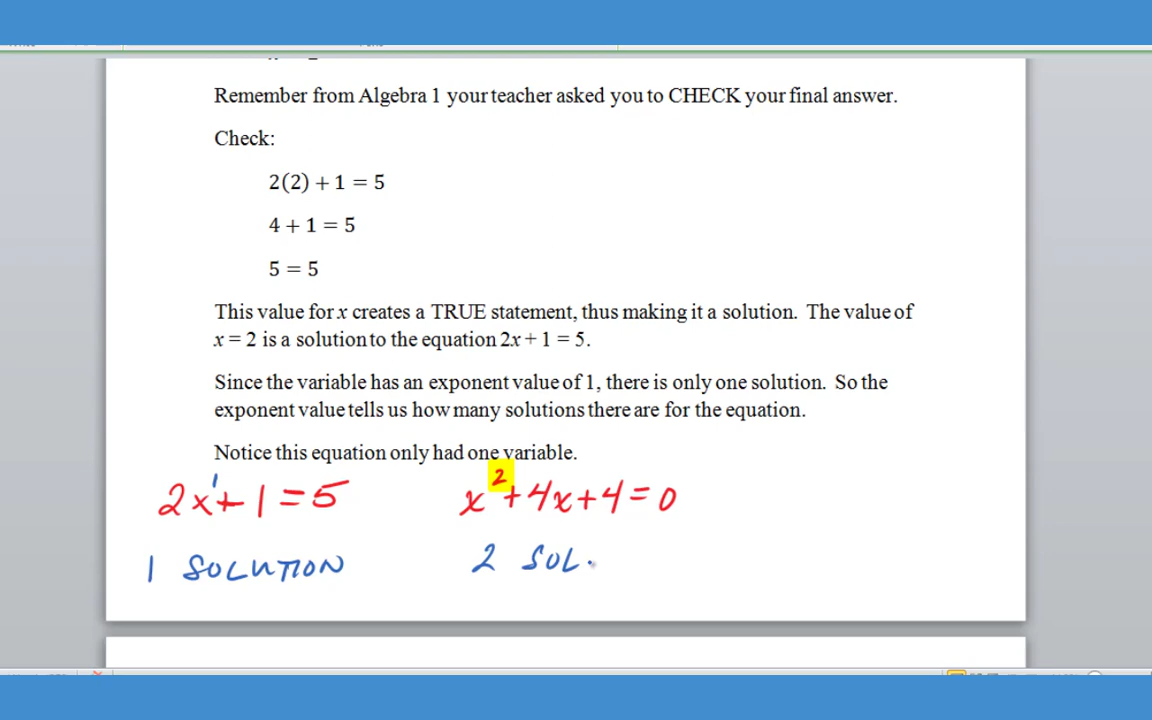 Remember from Algebra 1 your teacher asked you to CHECK your final answer.
Check:
2(2) + 1 = 5
4 + 1 = 5
5 = 5
This value for x creates a TRUE statement, thus making it a solution. The value of
x = 2 is a solution to the equation 2x + 1 = 5.
Since the variable has an exponent value of 1, there is only one solution. So the
exponent value tells us how many solutions there are for the equation.
Notice this equation only had one variable.
2x¹+1=5 x²+4x+4=0
1 SOLUTION 2 SOL.